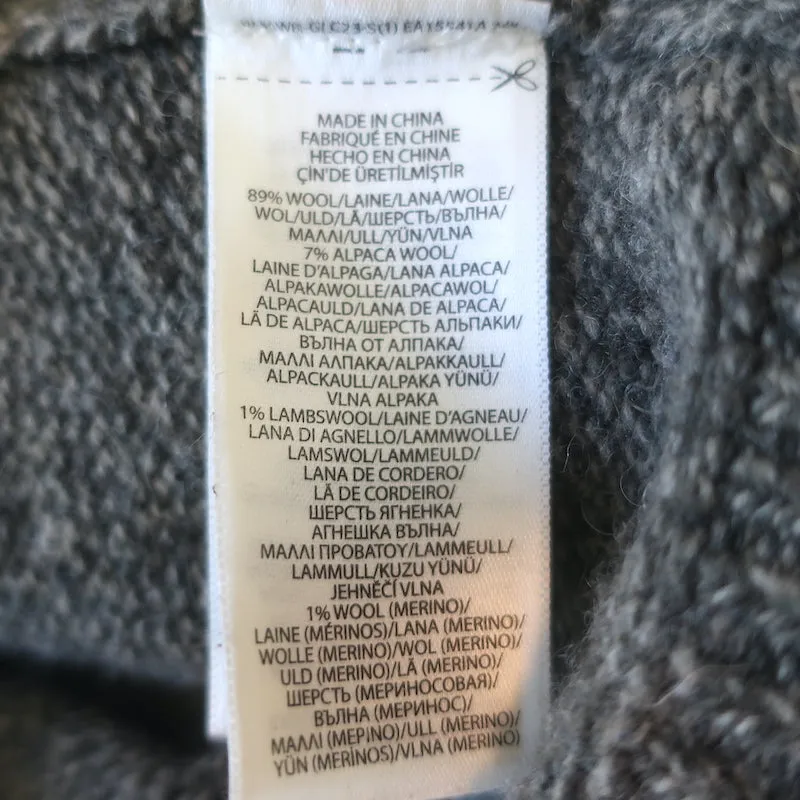 MADE IN CHINA
FABRIQUÉ EN CHINE
HECHO EN CHINA
ÇİN'DE ÜRETİLMİŞTİR
89% WOOL/LAINE/LANA/WOLLE/
WOL/ULD/LÃ/ШЕРСТЬ/ВЪЛНА/
ΜΑΛΛΙ/ULL/YÜN/VLNA
7% ALPACA WOOL/
LAINE D'ALPAGA/LANA ALPACA/
ALPAKAWOLLE/ALPACAWOL/
ALPACAULD/LANA DE ALPACA/
LÃ DE ALPACA/ШЕРСТЬ АЛЬПАКИ/
ВЪЛНА ОТ АЛПАКА/
ΜΑΛΛΙ ΑΛΠΑΚΑ/ALPAKKAULL/
ALPACKAULL/ALPAKA YÜNÜ/
VLNA ALPAKA
1% LAMBSWOOL/LAINE D'AGNEAU/
LANA DI AGNELLO/LAMMWOLLE/
LAMSWOL/LAMMEULD/
LANA DE CORDERO/
LÃ DE CORDEIRO/
ШЕРСТЬ ЯГНЕНКА/
АГНЕШКА ВЪЛНА/
ΜΑΛΛΙ ΠΡΟΒΑΤΟΥ/LAMMEULL/
LAMMULL/KUZU YÜNÜ/
JEHNĚČÍ VLNA
1% WOOL (MERINO)/
LAINE (MÉRINOS)/LANA (MERINO)/
WOLLE (MERINO)/WOL (MERINO)/
ULD (MERINO)/LÃ (MERINO)/
ШЕРСТЬ (МЕРИНОСОВАЯ)/
ВЪЛНА (МЕРИНОС)/
ΜΑΛΛΙ (ΜΕΡΙΝΟ)/ULL (MERINO)/
YÜN (MERİNOS)/VLNA (MERINO)